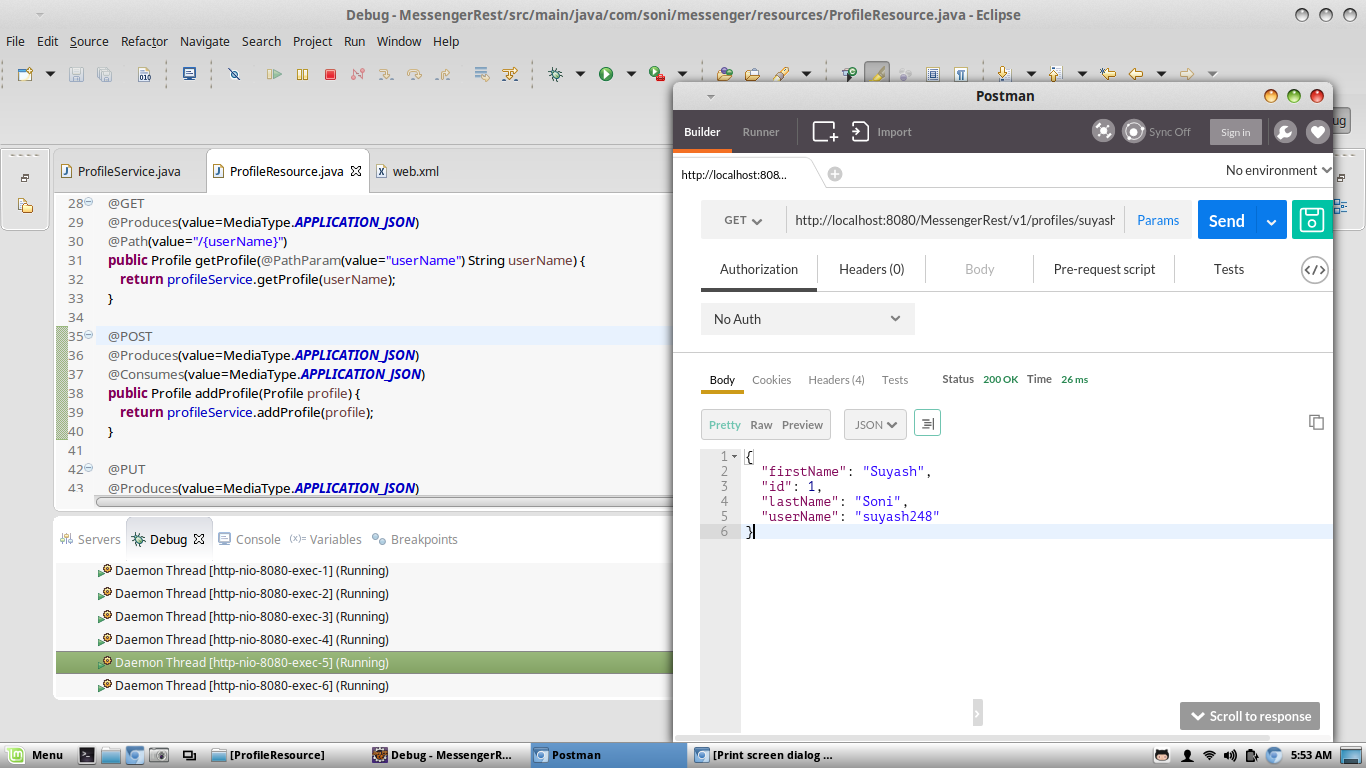 Debug - MessengerRest/src/main/java/com/soni/messenger/resources/ProfileResource.java - Eclipse
File Edit Source Refactor Navigate Search Project Run Window Help
ProfileService.java
ProfileResource.java
web.xml
28 @GET
29 @Produces(value=MediaType.APPLICATION_JSON)
30 @Path(value="/{userName}")
31 public Profile getProfile(@PathParam(value="userName") String userName) {
32 return profileService.getProfile(userName);
33 }
34
35 @POST
36 @Produces(value=MediaType.APPLICATION_JSON)
37 @Consumes(value=MediaType.APPLICATION_JSON)
38 public Profile addProfile(Profile profile) {
39 return profileService.addProfile(profile);
40 }
41
42 @PUT
43 @Produces(value=MediaType.APPLICATION_JSON)
Servers Debug Console (x)= Variables Breakpoints
Daemon Thread [http-nio-8080-exec-1] (Running)
Daemon Thread [http-nio-8080-exec-2] (Running)
Daemon Thread [http-nio-8080-exec-3] (Running)
Daemon Thread [http-nio-8080-exec-4] (Running)
Daemon Thread [http-nio-8080-exec-5] (Running)
Daemon Thread [http-nio-8080-exec-6] (Running)
Postman
ug
Builder Runner Import Sync Off Sign in
http://localhost:808... No environment
GET http://localhost:8080/MessengerRest/v1/profiles/suyash Params Send
Authorization Headers (0) Body Pre-request script Tests
No Auth
Body Cookies Headers (4) Tests Status 200 OK Time 26 ms
Pretty Raw Preview JSON
1 {
2 "firstName": "Suyash",
3 "id": 1,
4 "lastName": "Soni",
5 "userName": "suyash248"
6 }
Scroll to response
Menu [ProfileResource] Debug - MessengerR... Postman [Print screen dialog ... 5:53 AM